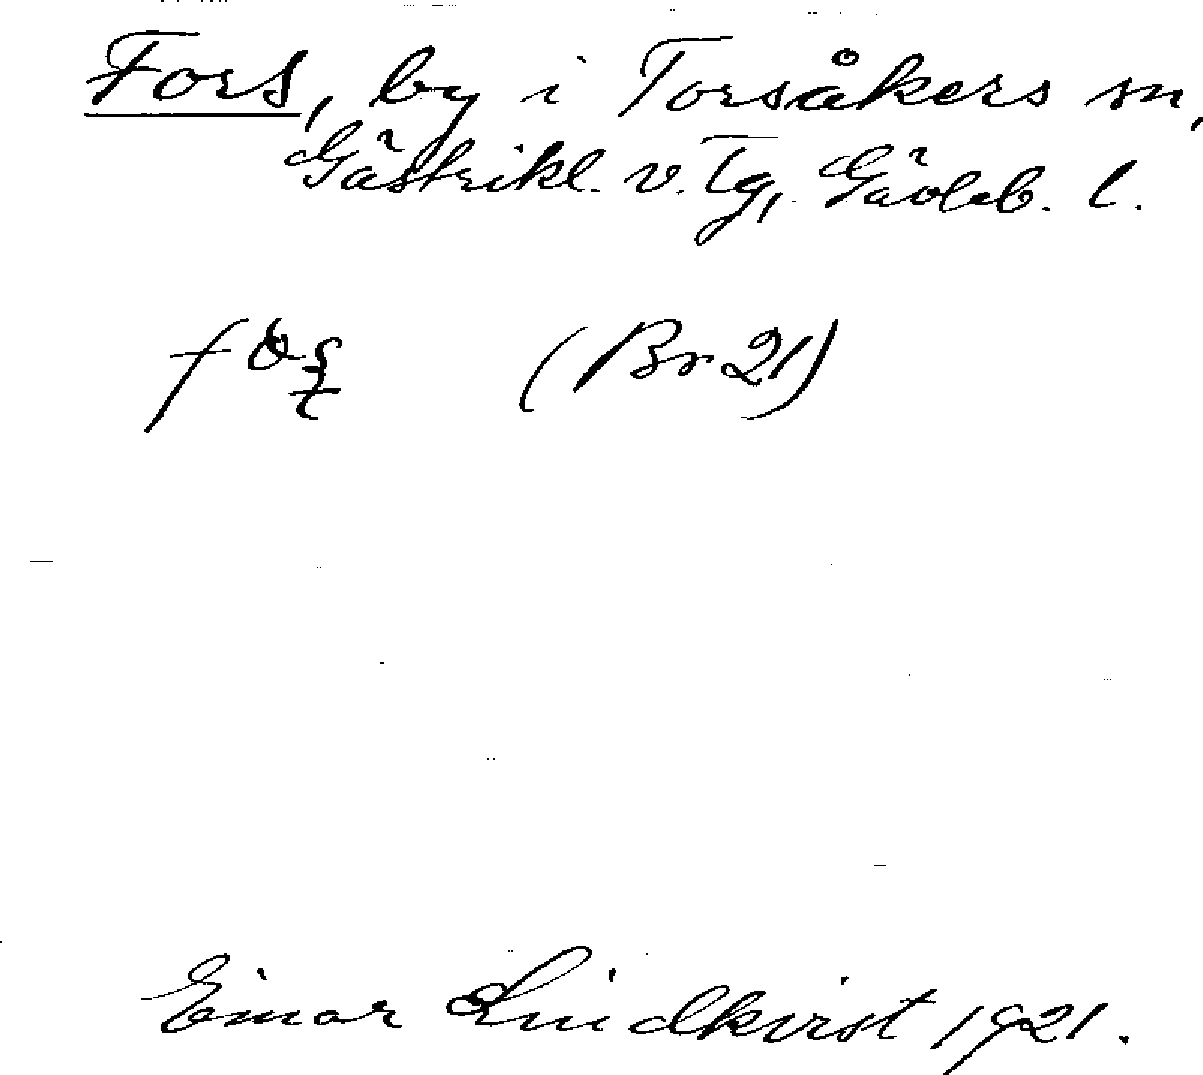 Fors, by i Torsåkers sn,
Gästrikl. v. Tg, Gävleb. l.
(Br 21)
Einar Lindkvist 1921.